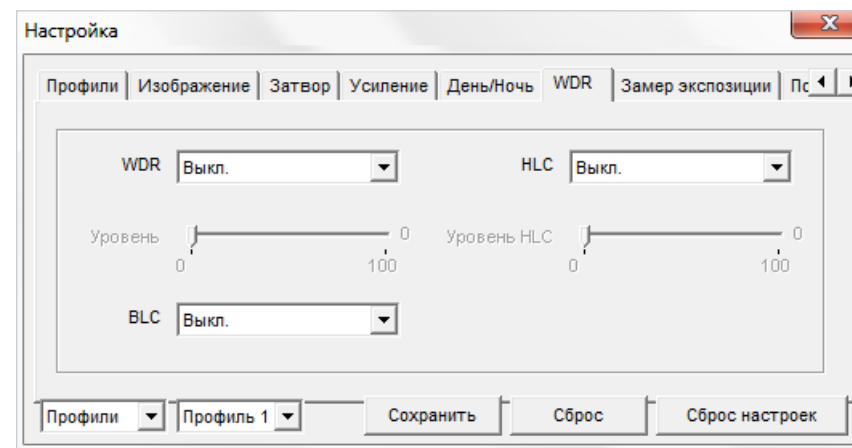 Настройка
Профили Изображение Затвор Усиление День/Ночь WDR Замер экспозиции
WDR Выкл. HLC Выкл.
Уровень 0 Уровень HLC 0
0 100 0 100
BLC Выкл.
Профили Профиль 1 Сохранить Сброс Сброс настроек